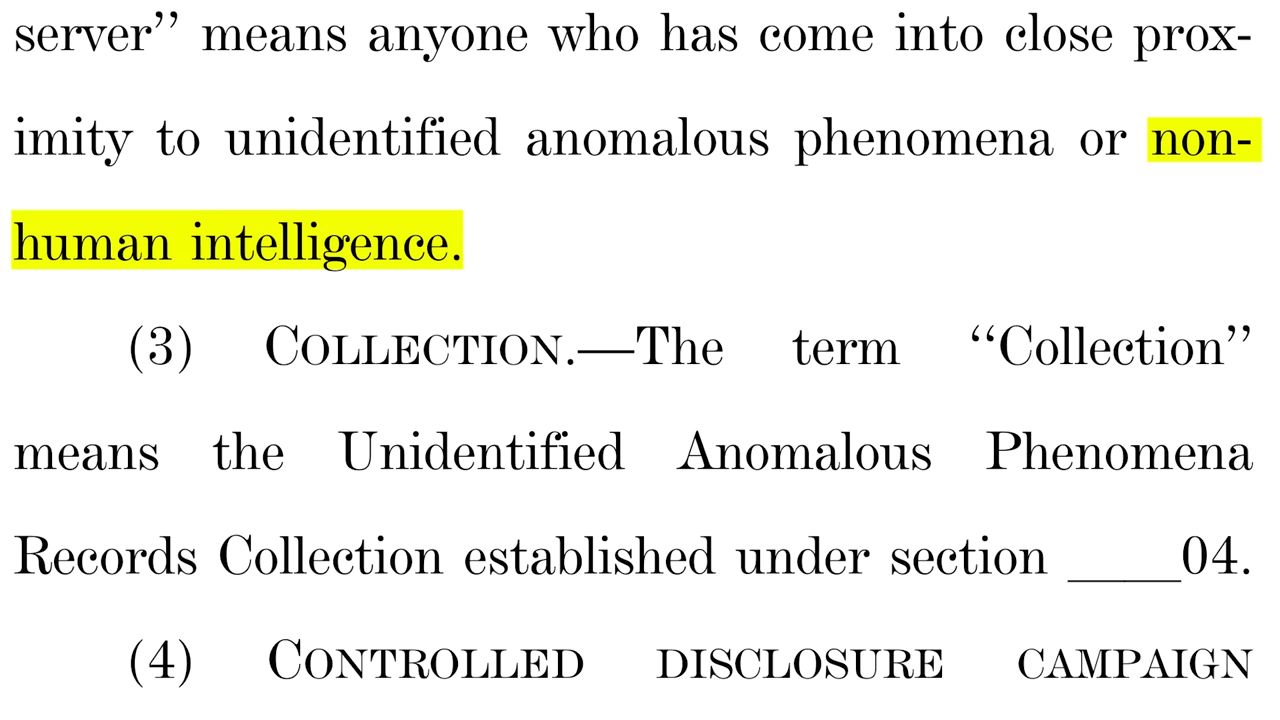 server’’ means anyone who has come into close prox-
imity to unidentified anomalous phenomena or non-
human intelligence.
(3) COLLECTION.—The term ‘‘Collection’’
means the Unidentified Anomalous Phenomena
Records Collection established under section ____04.
(4) CONTROLLED DISCLOSURE CAMPAIGN